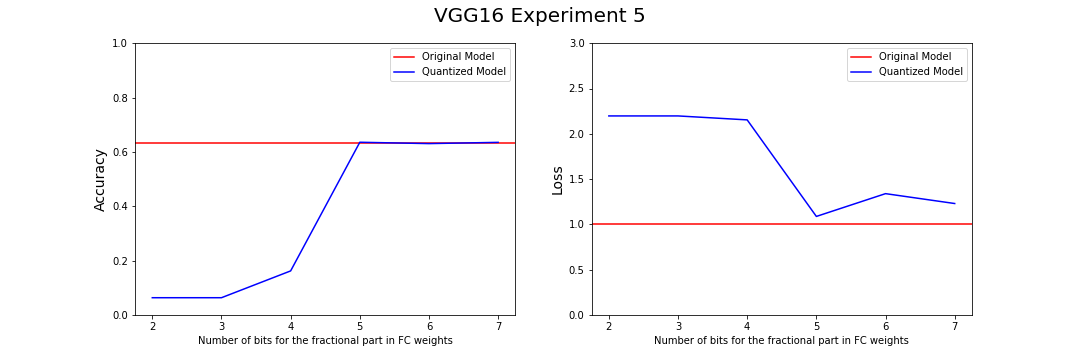 VGG16 Experiment 5
1.0
0.8
0.6
0.4
0.2
0.0
Accuracy
Original Model
Quantized Model
2 3 4 5 6 7
Number of bits for the fractional part in FC weights
3.0
2.5
2.0
1.5
1.0
0.5
0.0
Loss
Original Model
Quantized Model
2 3 4 5 6 7
Number of bits for the fractional part in FC weights